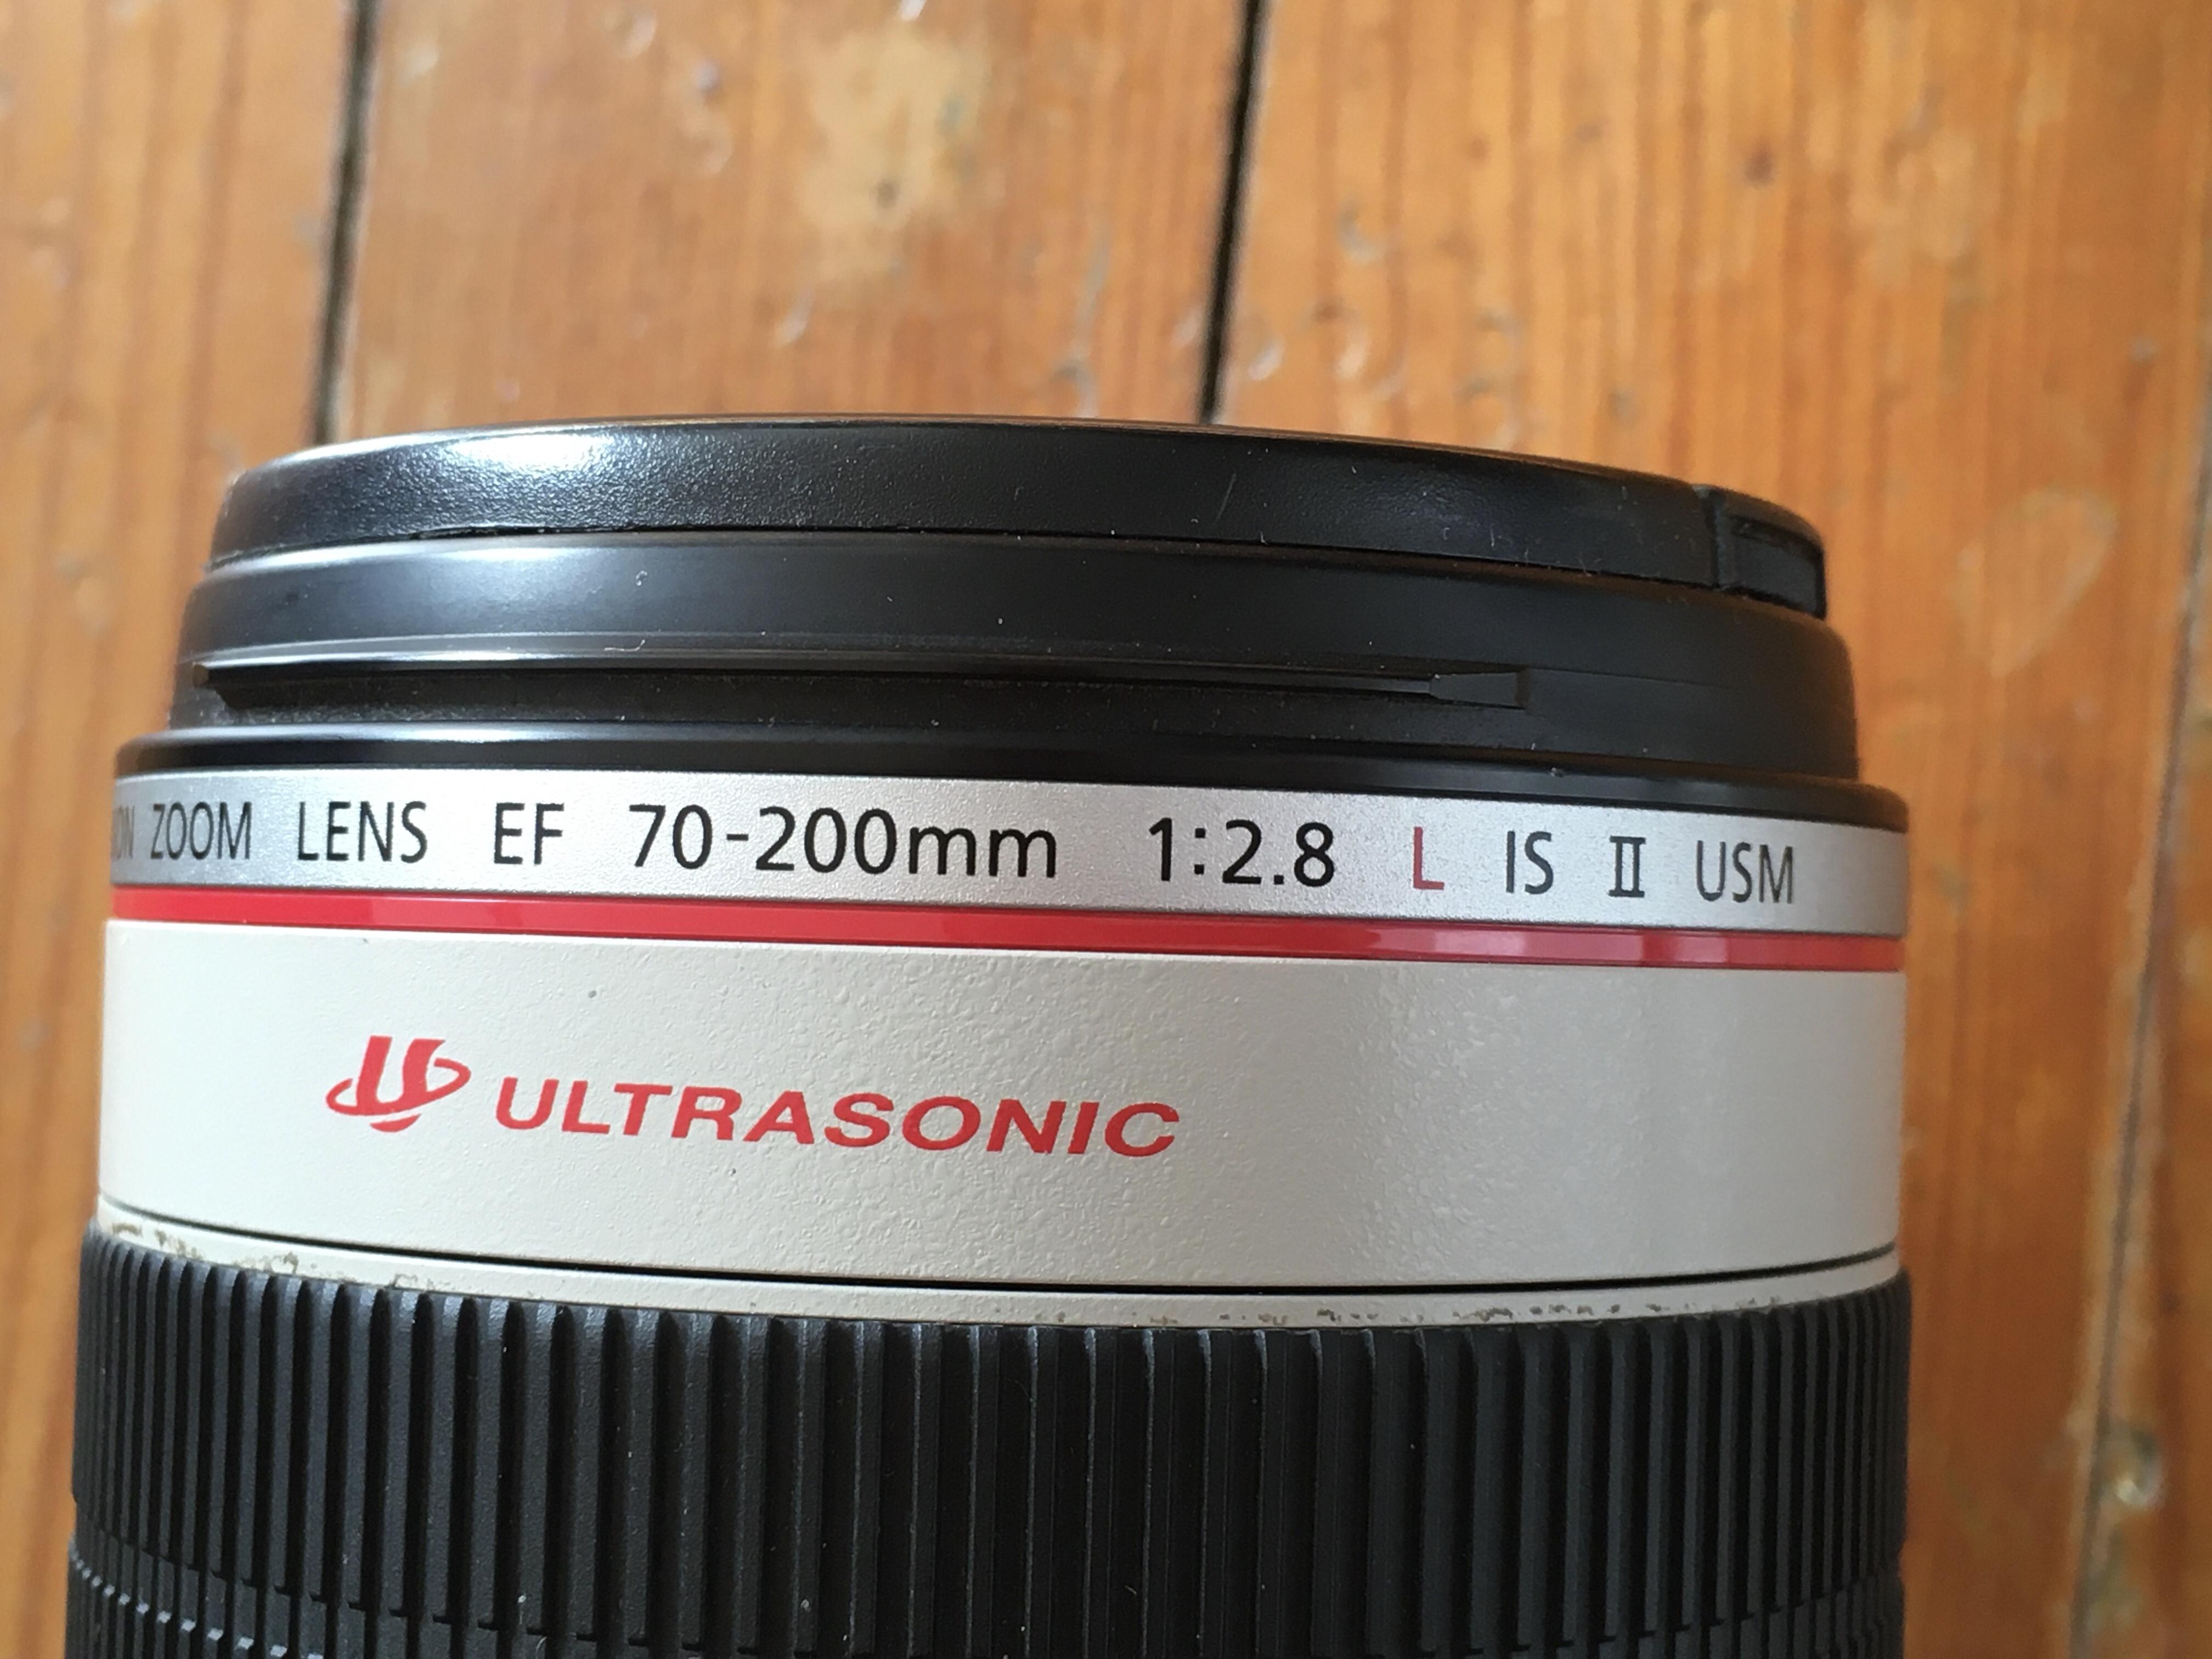 ZOOM LENS EF 70-200mm 1:2.8 L IS II USM
ULTRASONIC